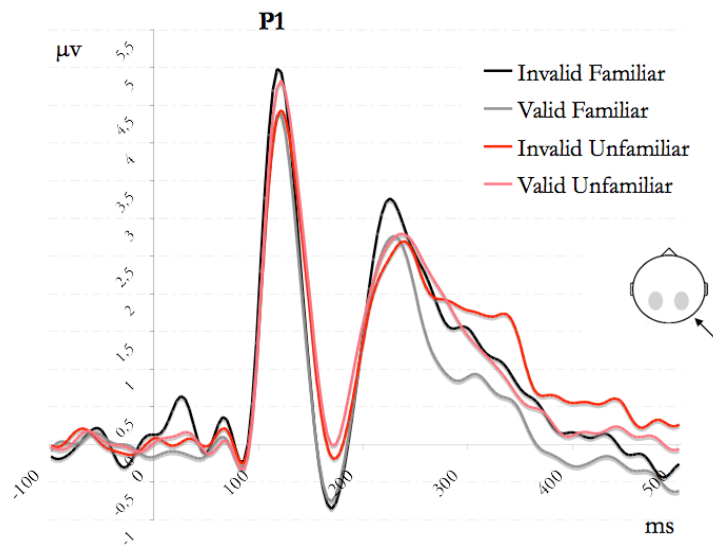 P1
μv
5.5
5
4.5
4
3.5
3
2.5
2
1.5
1
0.5
-0.5
-1
Invalid Familiar
Valid Familiar
Invalid Unfamiliar
Valid Unfamiliar
-100 0 100 200 300 400 500
ms